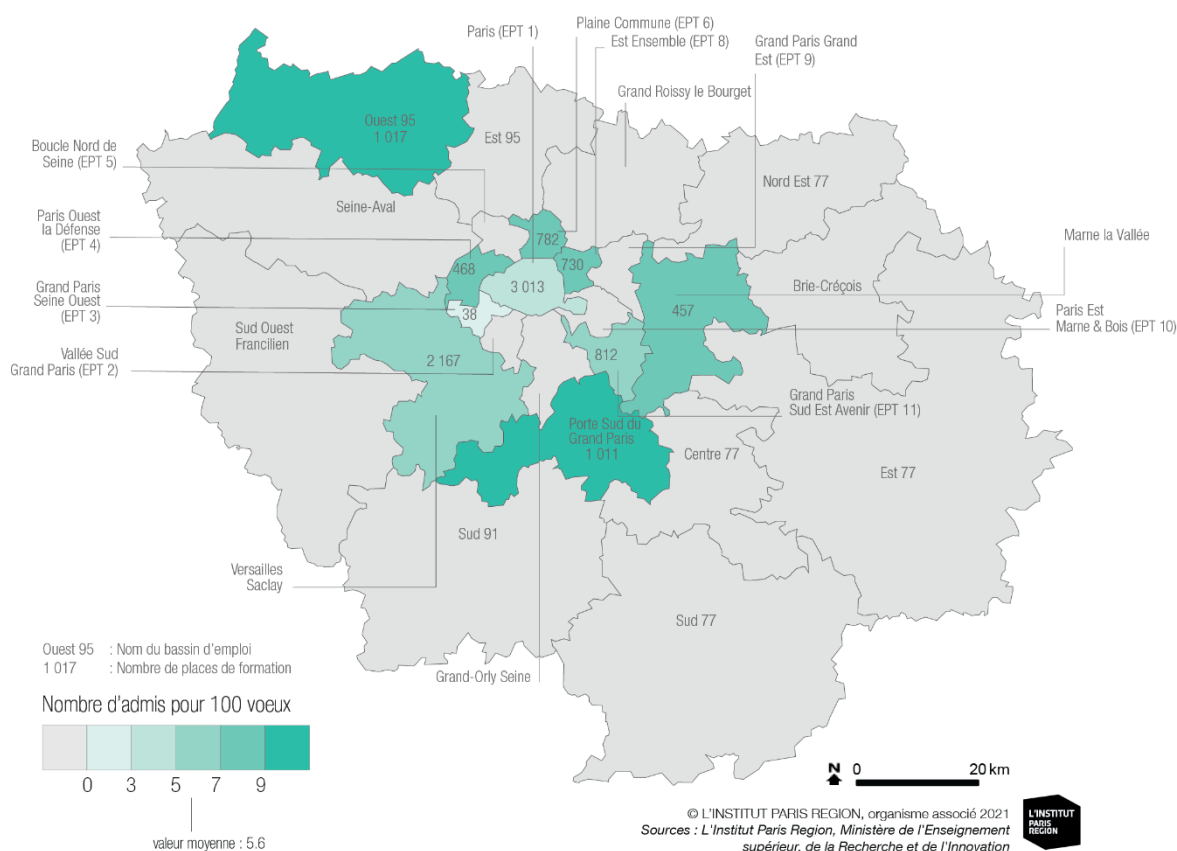 Paris (EPT 1)
Plaine Commune (EPT 6)
Est Ensemble (EPT 8)
Grand Paris Grand
Est (EPT 9)
Grand Roissy le Bourget
Ouest 95
1 017
Est 95
Boucle Nord de
Seine (EPT 5)
Nord Est 77
Seine-Aval
Paris Ouest
la Défense
(EPT 4)
782
Marne la Vallée
468
730
Grand Paris
Seine Ouest
(EPT 3)
3 013
Brie-Créçois
38
457
Paris Est
Marne & Bois (EPT 10)
Sud Ouest
Francilien
Vallée Sud
Grand Paris (EPT 2)
2 167
812
Grand Paris
Sud Est Avenir (EPT 11)
Porte Sud du
Grand Paris
1 011
Centre 77
Est 77
Sud 91
Versailles
Saclay
Sud 77
Grand-Orly Seine
Ouest 95 : Nom du bassin d'emploi
1 017 : Nombre de places de formation
Nombre d'admis pour 100 voeux
0 3 5 7 9
valeur moyenne : 5.6
N 0 20 km
© L'INSTITUT PARIS REGION, organisme associé 2021
Sources : L'Institut Paris Region, Ministère de l'Enseignement
supérieur, de la Recherche et de l'Innovation
L'INSTITUT
PARIS
REGION